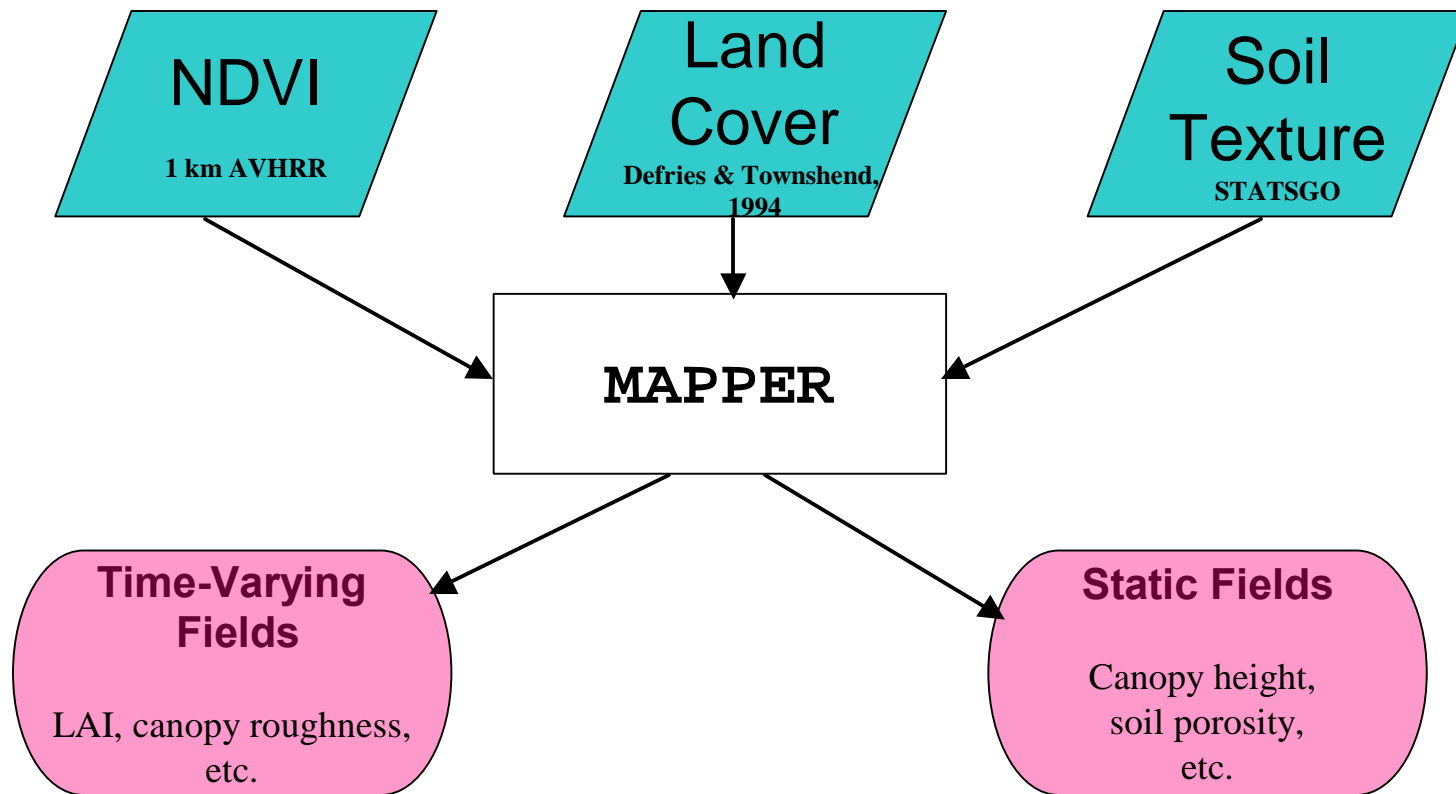 NDVI
1 km AVHRR
Land
Cover
Defries & Townshend,
1994
Soil
Texture
STATSGO
MAPPER
Time-Varying
Fields
LAI, canopy roughness,
etc.
Static Fields
Canopy height,
soil porosity,
etc.